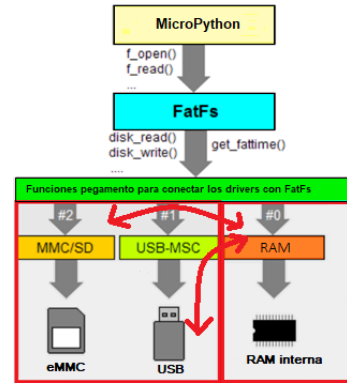 MicroPython
f_open()
f_read()
...
FatFs
disk_read()
disk_write()
....
get_fattime()
Funciones pegamento para conectar los drivers con FatFs
#2 #1 #0
MMC/SD USB-MSC RAM
eMMC USB RAM interna